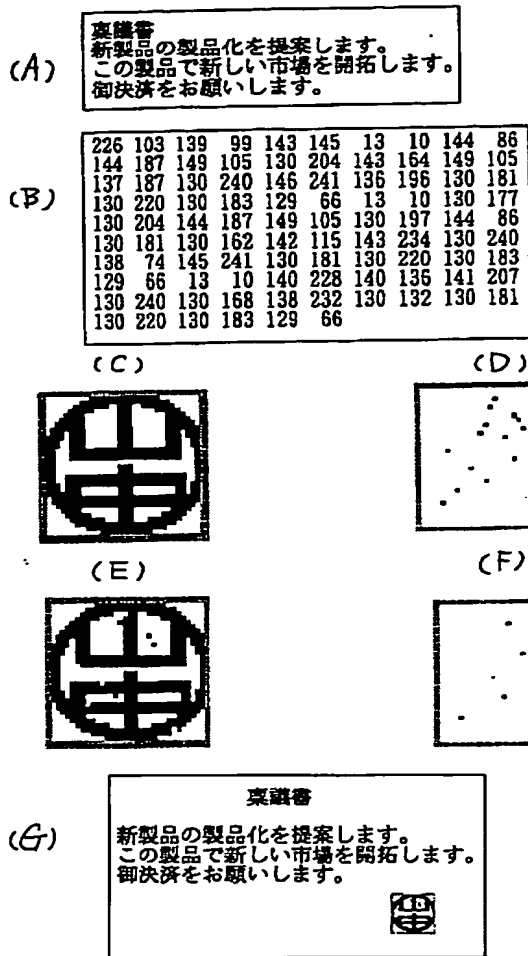 (A)
稟議書
新製品の製品化を提案します。
この製品で新しい市場を開拓します。
御決済をお願いします。
(B)
226 103 139 99 143 145 13 10 144 86
144 187 149 105 130 204 143 164 149 105
137 187 130 240 146 241 136 196 130 181
130 220 130 183 129 66 13 10 130 177
130 204 144 187 149 105 130 197 144 86
130 181 130 162 142 115 143 234 130 240
138 74 145 241 130 181 130 220 130 183
129 66 13 10 140 228 140 136 141 207
130 240 130 168 138 232 130 132 130 181
130 220 130 183 129 66
(C) (D)
(E) (F)
(G)
稟議書
新製品の製品化を提案します。
この製品で新しい市場を開拓します。
御決済をお願いします。